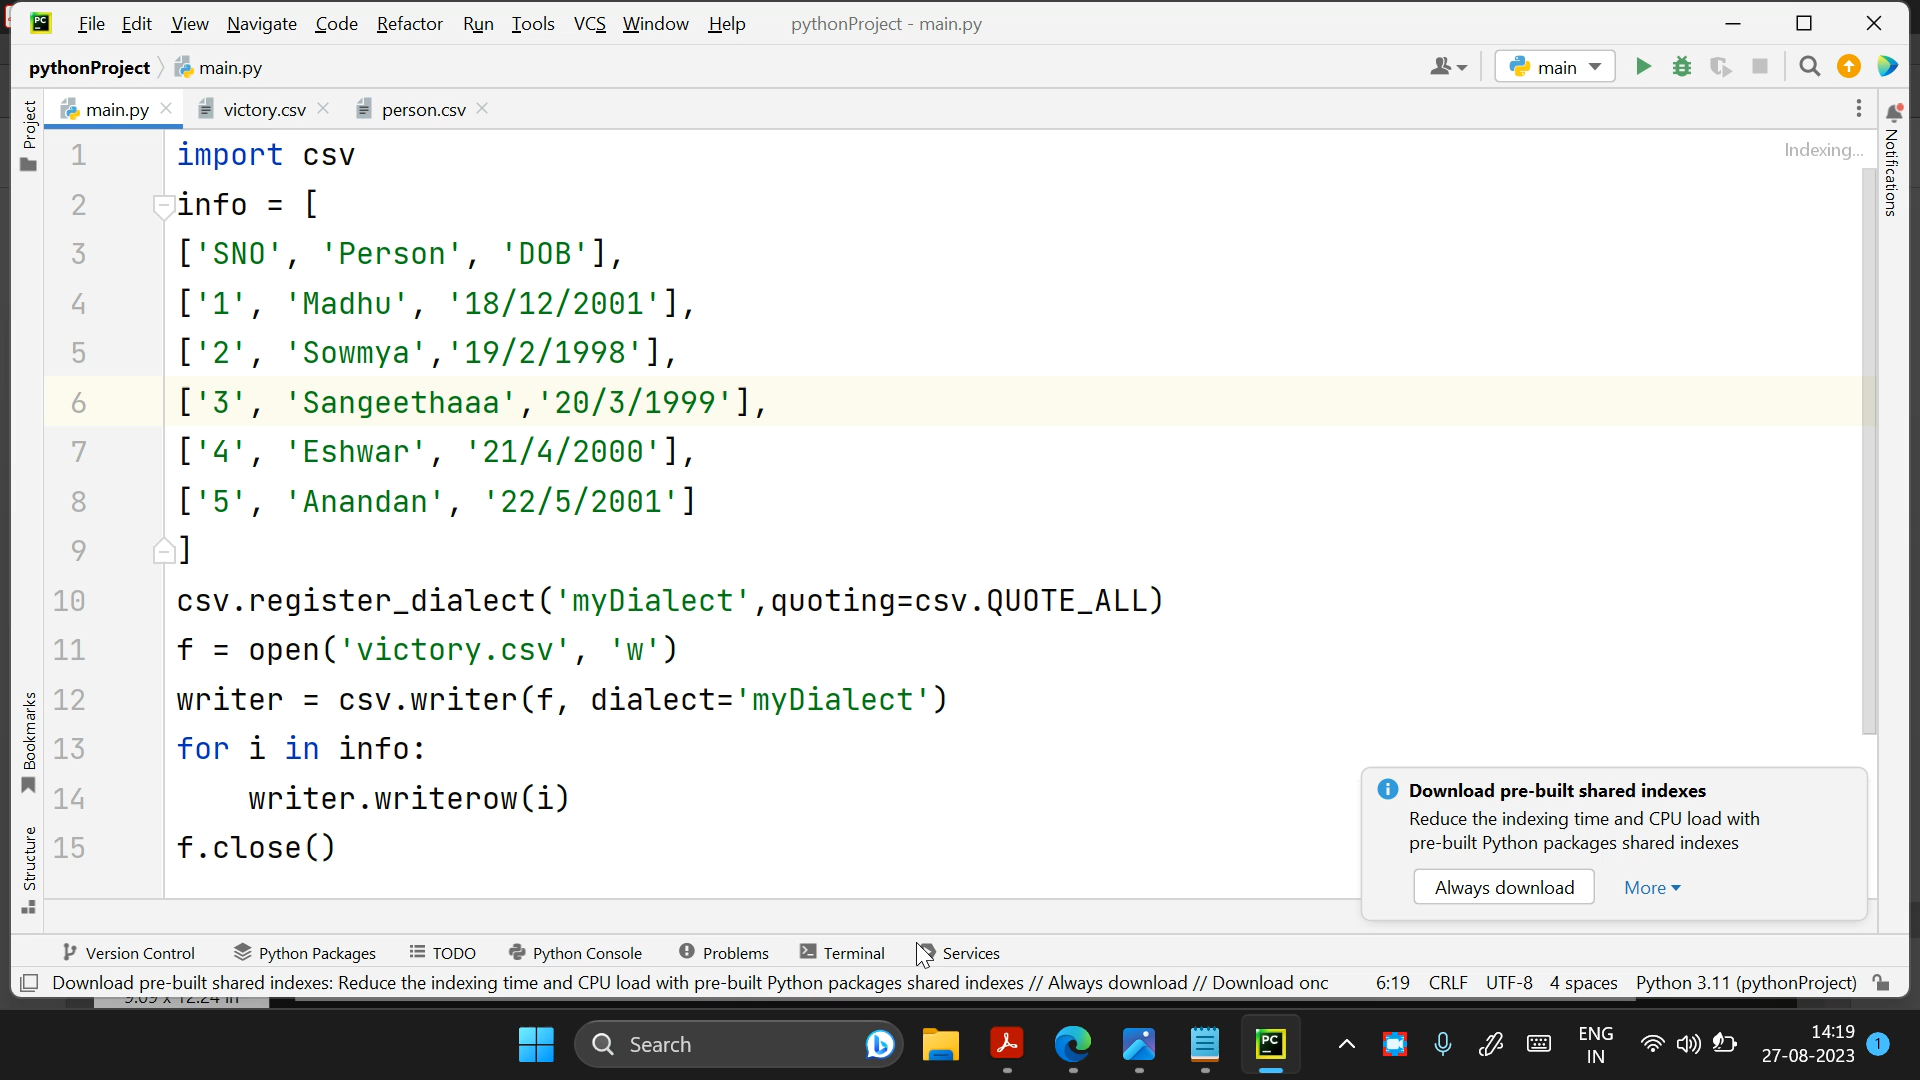 File Edit View Navigate Code Refactor Run Tools VCS Window Help pythonProject - main.py
pythonProject main.py main
main.py victory.csv person.csv
Project
Bookmarks
Structure
Notifications
Indexing...
1 import csv
2 info = [
3 ['SNO', 'Person', 'DOB'],
4 ['1', 'Madhu', '18/12/2001'],
5 ['2', 'Sowmya','19/2/1998'],
6 ['3', 'Sangeethaaa','20/3/1999'],
7 ['4', 'Eshwar', '21/4/2000'],
8 ['5', 'Anandan', '22/5/2001']
9 ]
10 csv.register_dialect('myDialect',quoting=csv.QUOTE_ALL)
11 f = open('victory.csv', 'w')
12 writer = csv.writer(f, dialect='myDialect')
13 for i in info:
14     writer.writerow(i)
15 f.close()
Download pre-built shared indexes
Reduce the indexing time and CPU load with
pre-built Python packages shared indexes
Always download More
Version Control Python Packages TODO Python Console Problems Terminal Services
Download pre-built shared indexes: Reduce the indexing time and CPU load with pre-built Python packages shared indexes // Always download // Download onc 6:19 CRLF UTF-8 4 spaces Python 3.11 (pythonProject)
Search
ENG
IN
14:19
27-08-2023
1